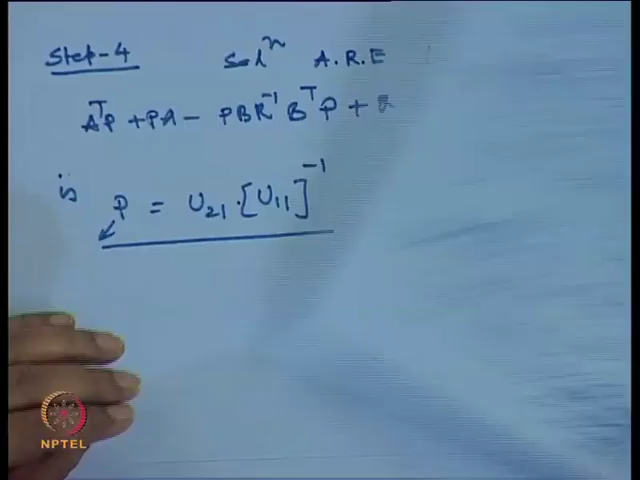 Step-4 Solⁿ A.R.E
AᵀP + PA - PBR⁻¹BᵀP +
is P = U₂₁·[U₁₁]⁻¹
NPTEL